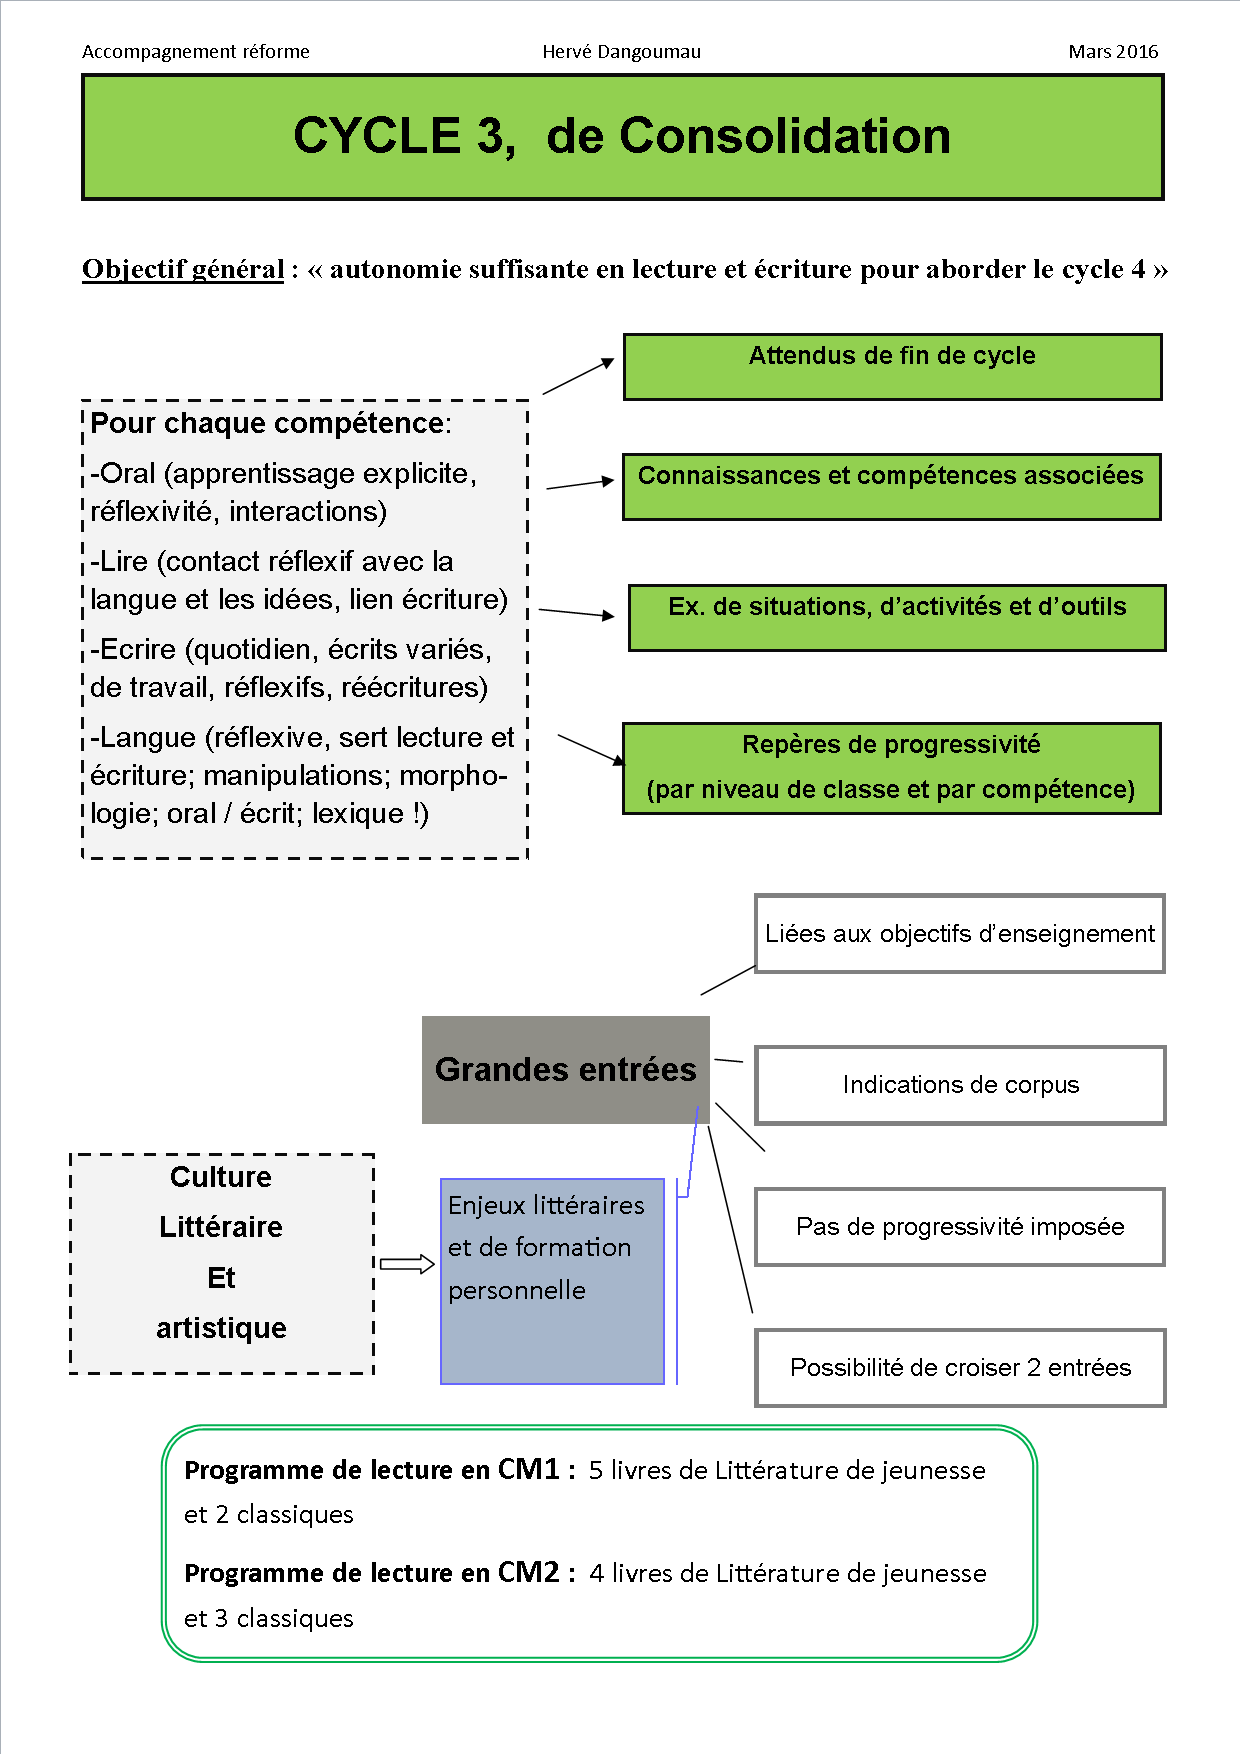 Accompagnement réforme Hervé Dangoumau Mars 2016
CYCLE 3, de Consolidation
Objectif général : « autonomie suffisante en lecture et écriture pour aborder le cycle 4 »
Pour chaque compétence:
-Oral (apprentissage explicite,
réflexivité, interactions)
-Lire (contact réflexif avec la
langue et les idées, lien écriture)
-Ecrire (quotidien, écrits variés,
de travail, réflexifs, réécritures)
-Langue (réflexive, sert lecture et
écriture; manipulations; morpho-
logie; oral / écrit; lexique !)
Attendus de fin de cycle
Connaissances et compétences associées
Ex. de situations, d’activités et d’outils
Repères de progressivité
(par niveau de classe et par compétence)
Culture
Littéraire
Et
artistique
Enjeux littéraires
et de formation
personnelle
Grandes entrées
Liées aux objectifs d’enseignement
Indications de corpus
Pas de progressivité imposée
Possibilité de croiser 2 entrées
Programme de lecture en CM1 : 5 livres de Littérature de jeunesse
et 2 classiques
Programme de lecture en CM2 : 4 livres de Littérature de jeunesse
et 3 classiques